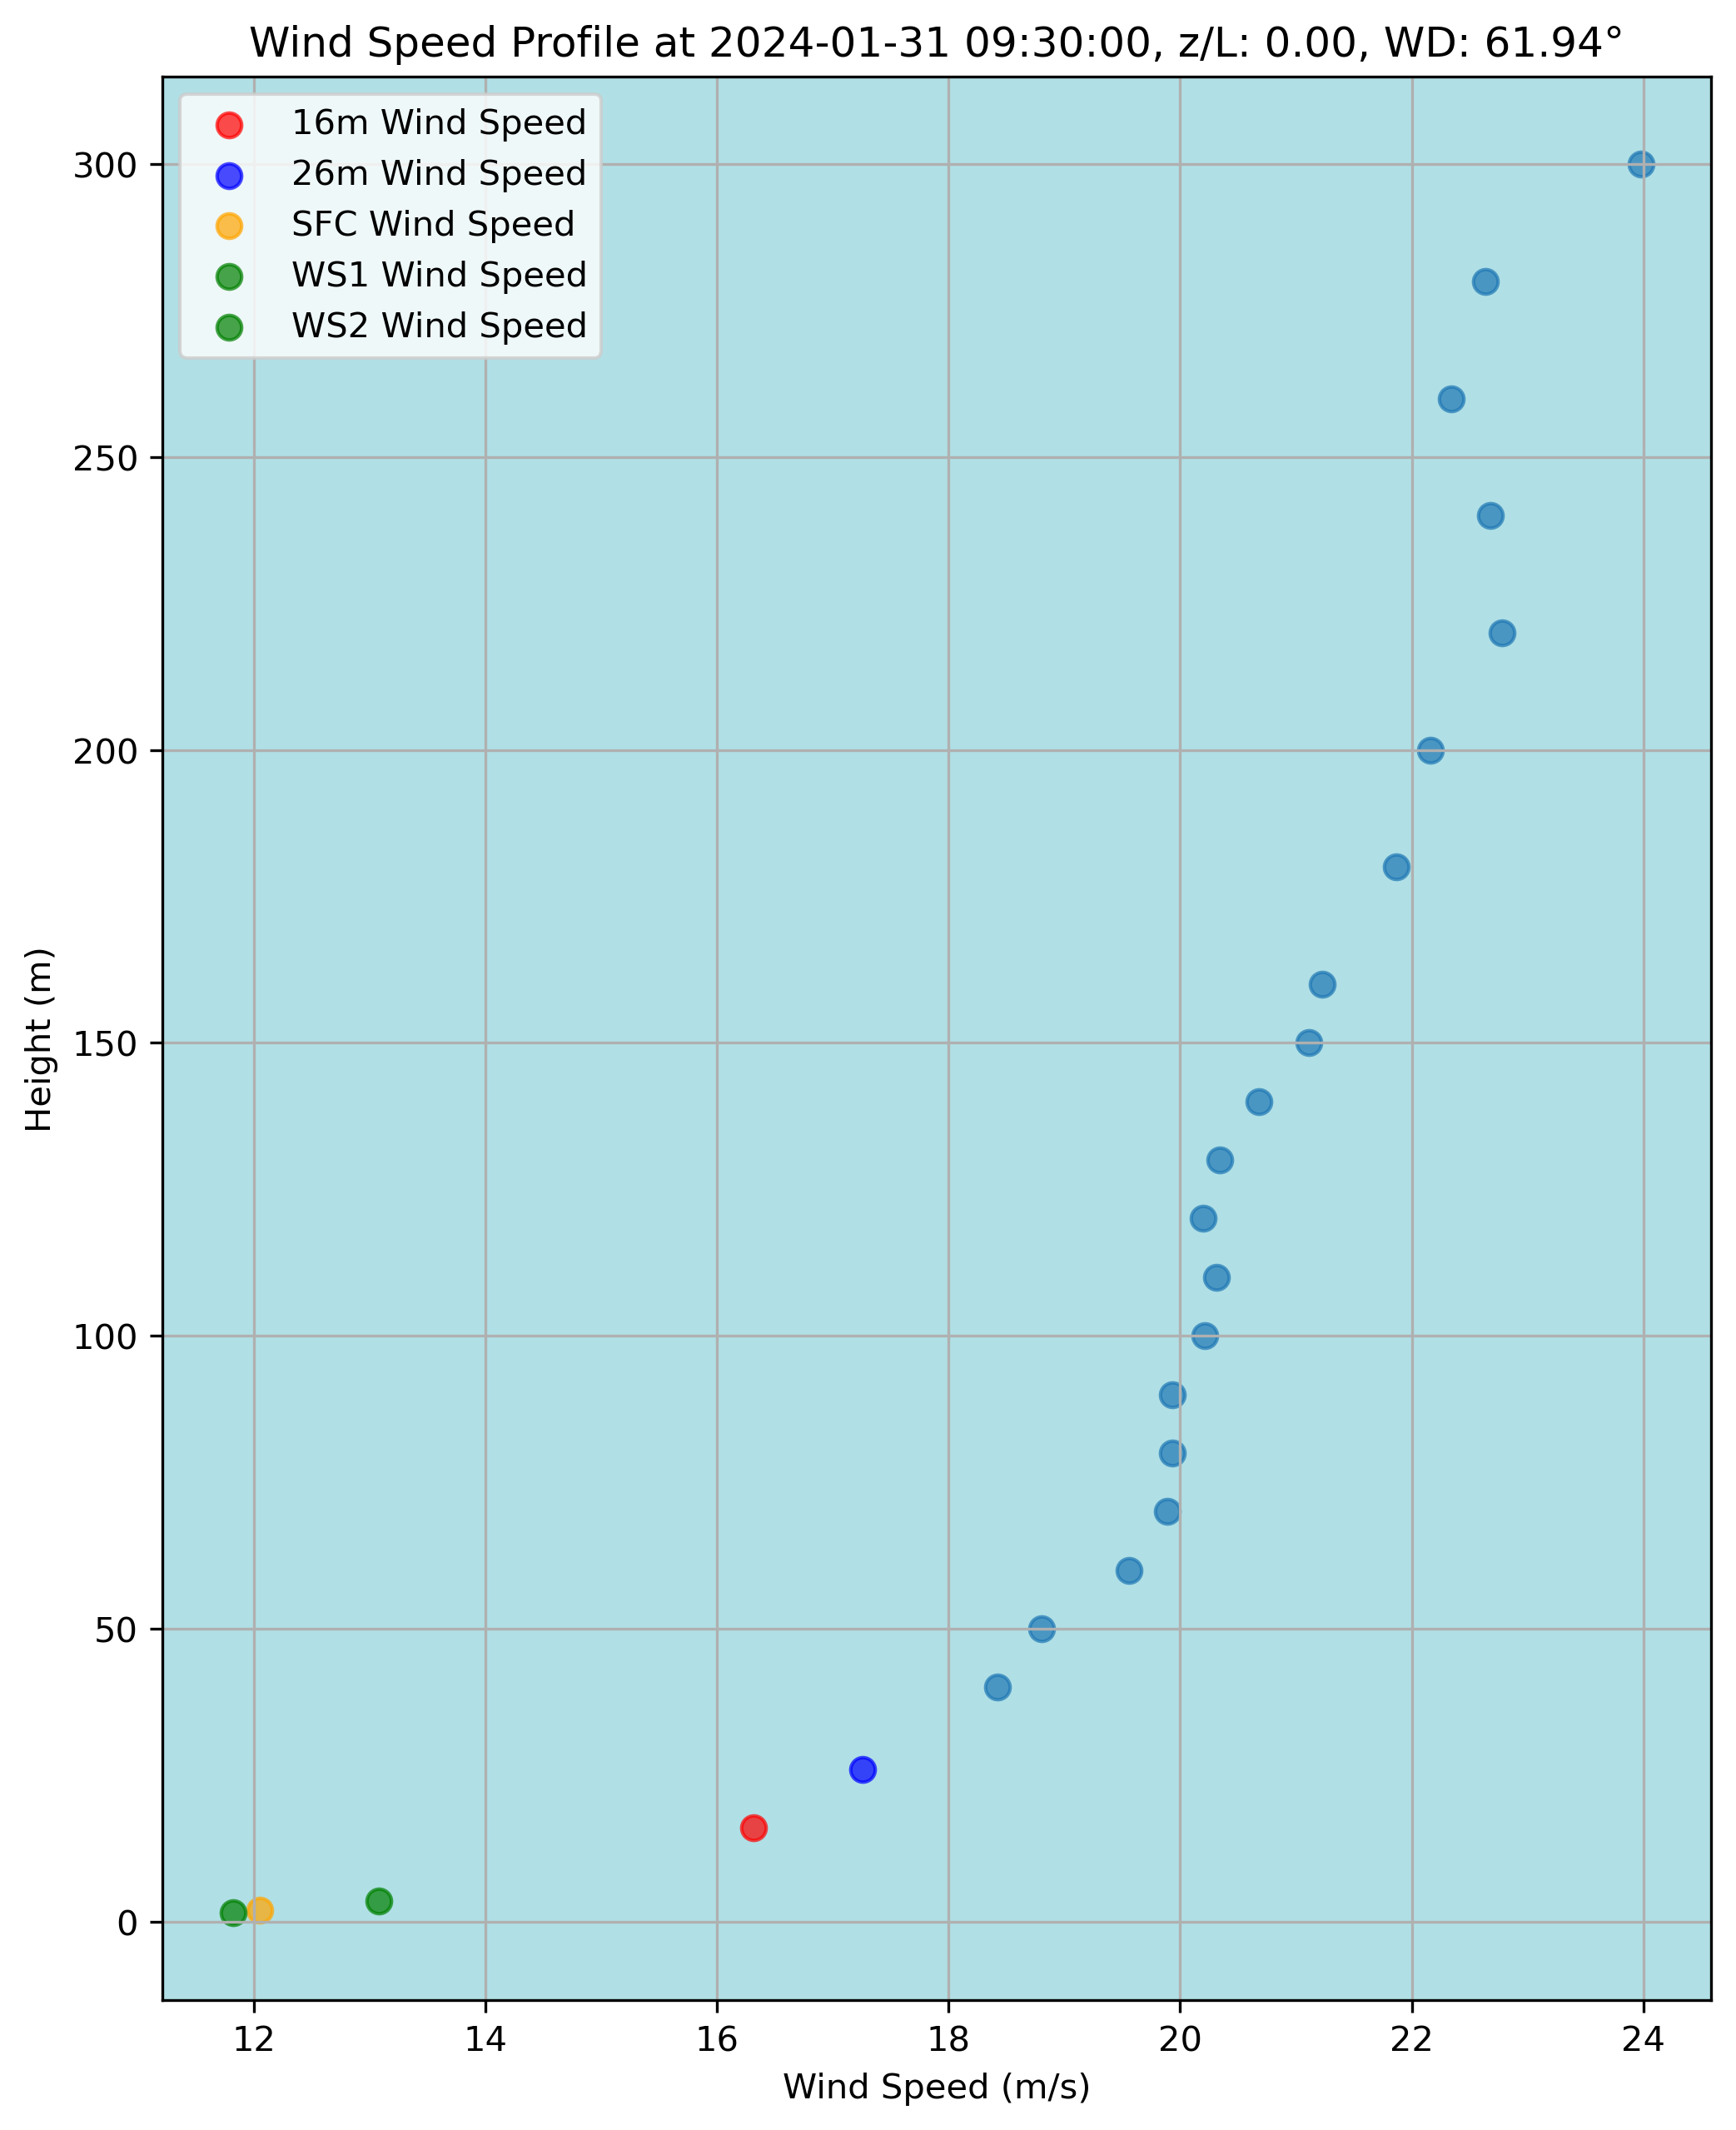 Wind Speed Profile at 2024-01-31 09:30:00, z/L: 0.00, WD: 61.94°
16m Wind Speed
26m Wind Speed
SFC Wind Speed
WS1 Wind Speed
WS2 Wind Speed
300
250
200
150
100
50
0
Height (m)
12 14 16 18 20 22 24
Wind Speed (m/s)